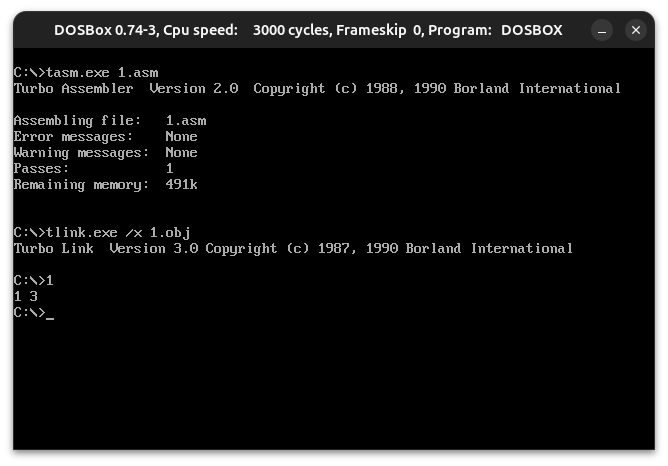 DOSBox 0.74-3, Cpu speed:    3000 cycles, Frameskip  0, Program:   DOSBOX
C:\>tasm.exe 1.asm
Turbo Assembler  Version 2.0  Copyright (c) 1988, 1990 Borland International
Assembling file:   1.asm
Error messages:    None
Warning messages:  None
Passes:            1
Remaining memory:  491k
C:\>tlink.exe /x 1.obj
Turbo Link  Version 3.0 Copyright (c) 1987, 1990 Borland International
C:\>1
1 3
C:\>_